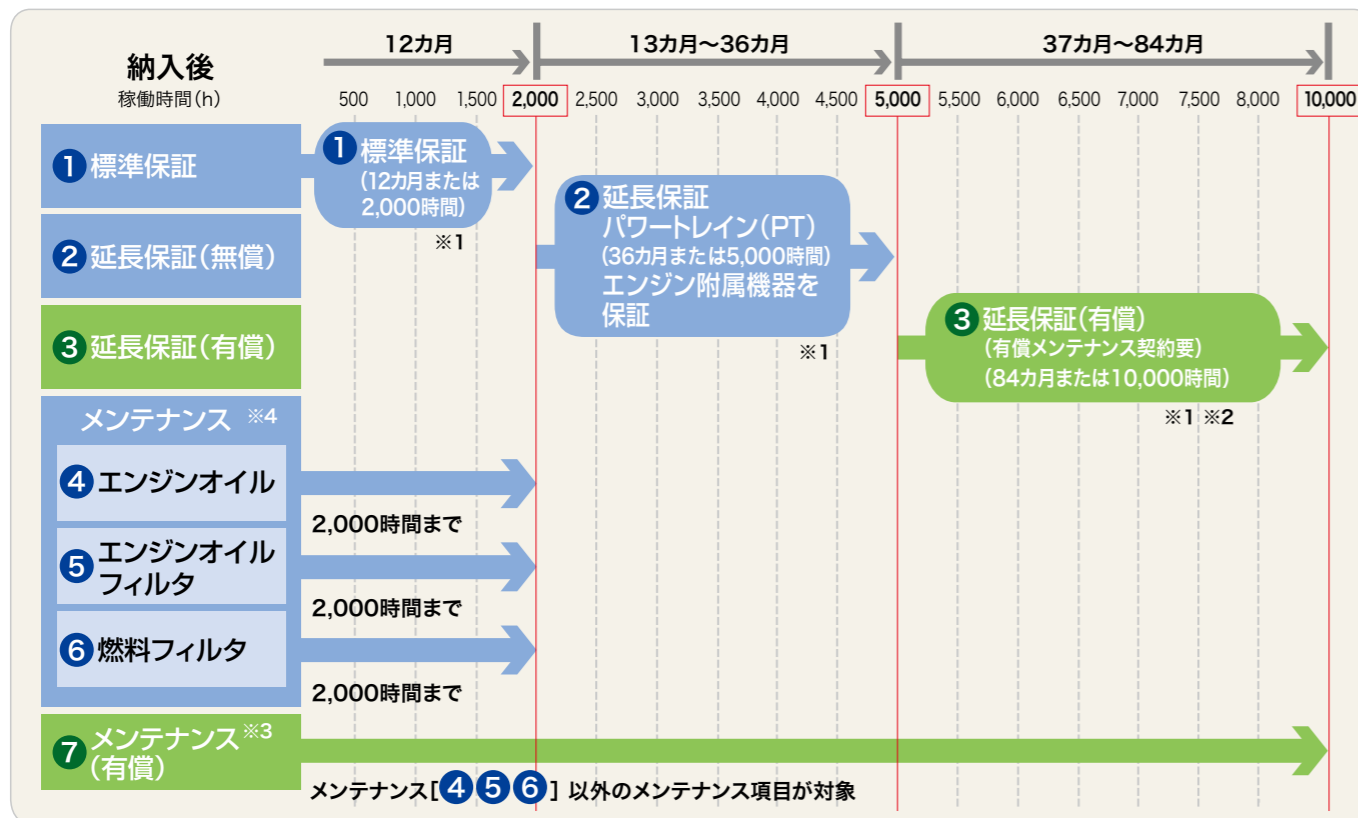 12カ月
13カ月～36カ月
37カ月～84カ月
納入後
稼働時間(h)
500 1,000 1,500 2,000 2,500 3,000 3,500 4,000 4,500 5,000 5,500 6,000 6,500 7,000 7,500 8,000 10,000
1 標準保証
1 標準保証
(12カ月または
2,000時間)
※1
2 延長保証(無償)
2 延長保証
パワートレイン(PT)
(36カ月または5,000時間)
エンジン附属機器を
保証
※1
3 延長保証(有償)
3 延長保証(有償)
(有償メンテナンス契約要)
(84カ月または10,000時間)
※1 ※2
メンテナンス ※4
4 エンジンオイル
2,000時間まで
5 エンジンオイル
フィルタ
2,000時間まで
6 燃料フィルタ
2,000時間まで
7 メンテナンス※3
(有償)
メンテナンス[4 5 6] 以外のメンテナンス項目が対象